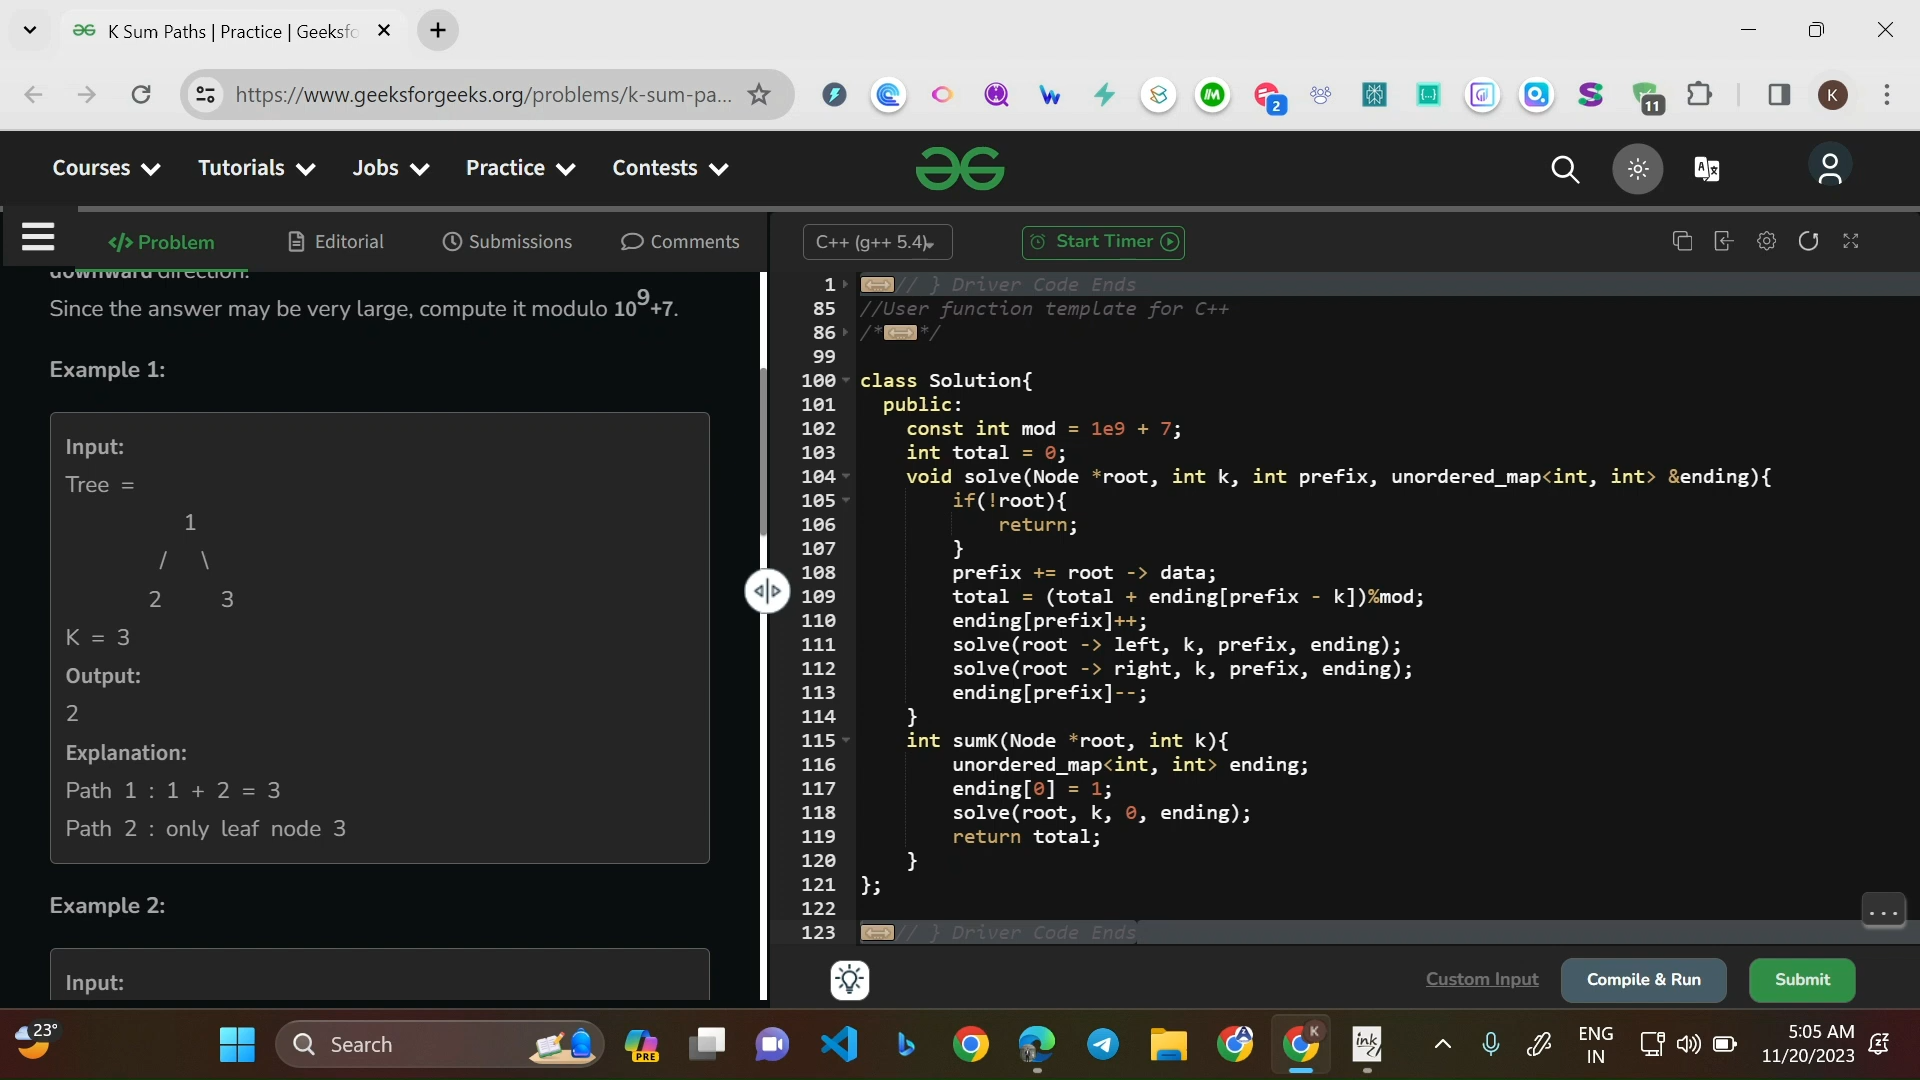 K Sum Paths | Practice | Geeksfo
https://www.geeksforgeeks.org/problems/k-sum-pa...
2
11
K
Courses Tutorials Jobs Practice Contests
</> Problem Editorial Submissions Comments
downward direction.
Since the answer may be very large, compute it modulo 10^9+7.
Example 1:
Input:
Tree =
1
/ \
2 3
K = 3
Output:
2
Explanation:
Path 1 : 1 + 2 = 3
Path 2 : only leaf node 3
Example 2:
Input:
C++ (g++ 5.4)
Start Timer
1 // } Driver Code Ends
85 //User function template for C++
86 /* */
99
100 class Solution{
101 public:
102 const int mod = 1e9 + 7;
103 int total = 0;
104 void solve(Node *root, int k, int prefix, unordered_map<int, int> &ending){
105 if(!root){
106 return;
107 }
108 prefix += root -> data;
109 total = (total + ending[prefix - k])%mod;
110 ending[prefix]++;
111 solve(root -> left, k, prefix, ending);
112 solve(root -> right, k, prefix, ending);
113 ending[prefix]--;
114 }
115 int sumK(Node *root, int k){
116 unordered_map<int, int> ending;
117 ending[0] = 1;
118 solve(root, k, 0, ending);
119 return total;
120 }
121 };
122
123 // } Driver Code Ends
...
Custom Input Compile & Run Submit
23°
Search
PRE
K
ink
ENG
IN
5:05 AM
11/20/2023